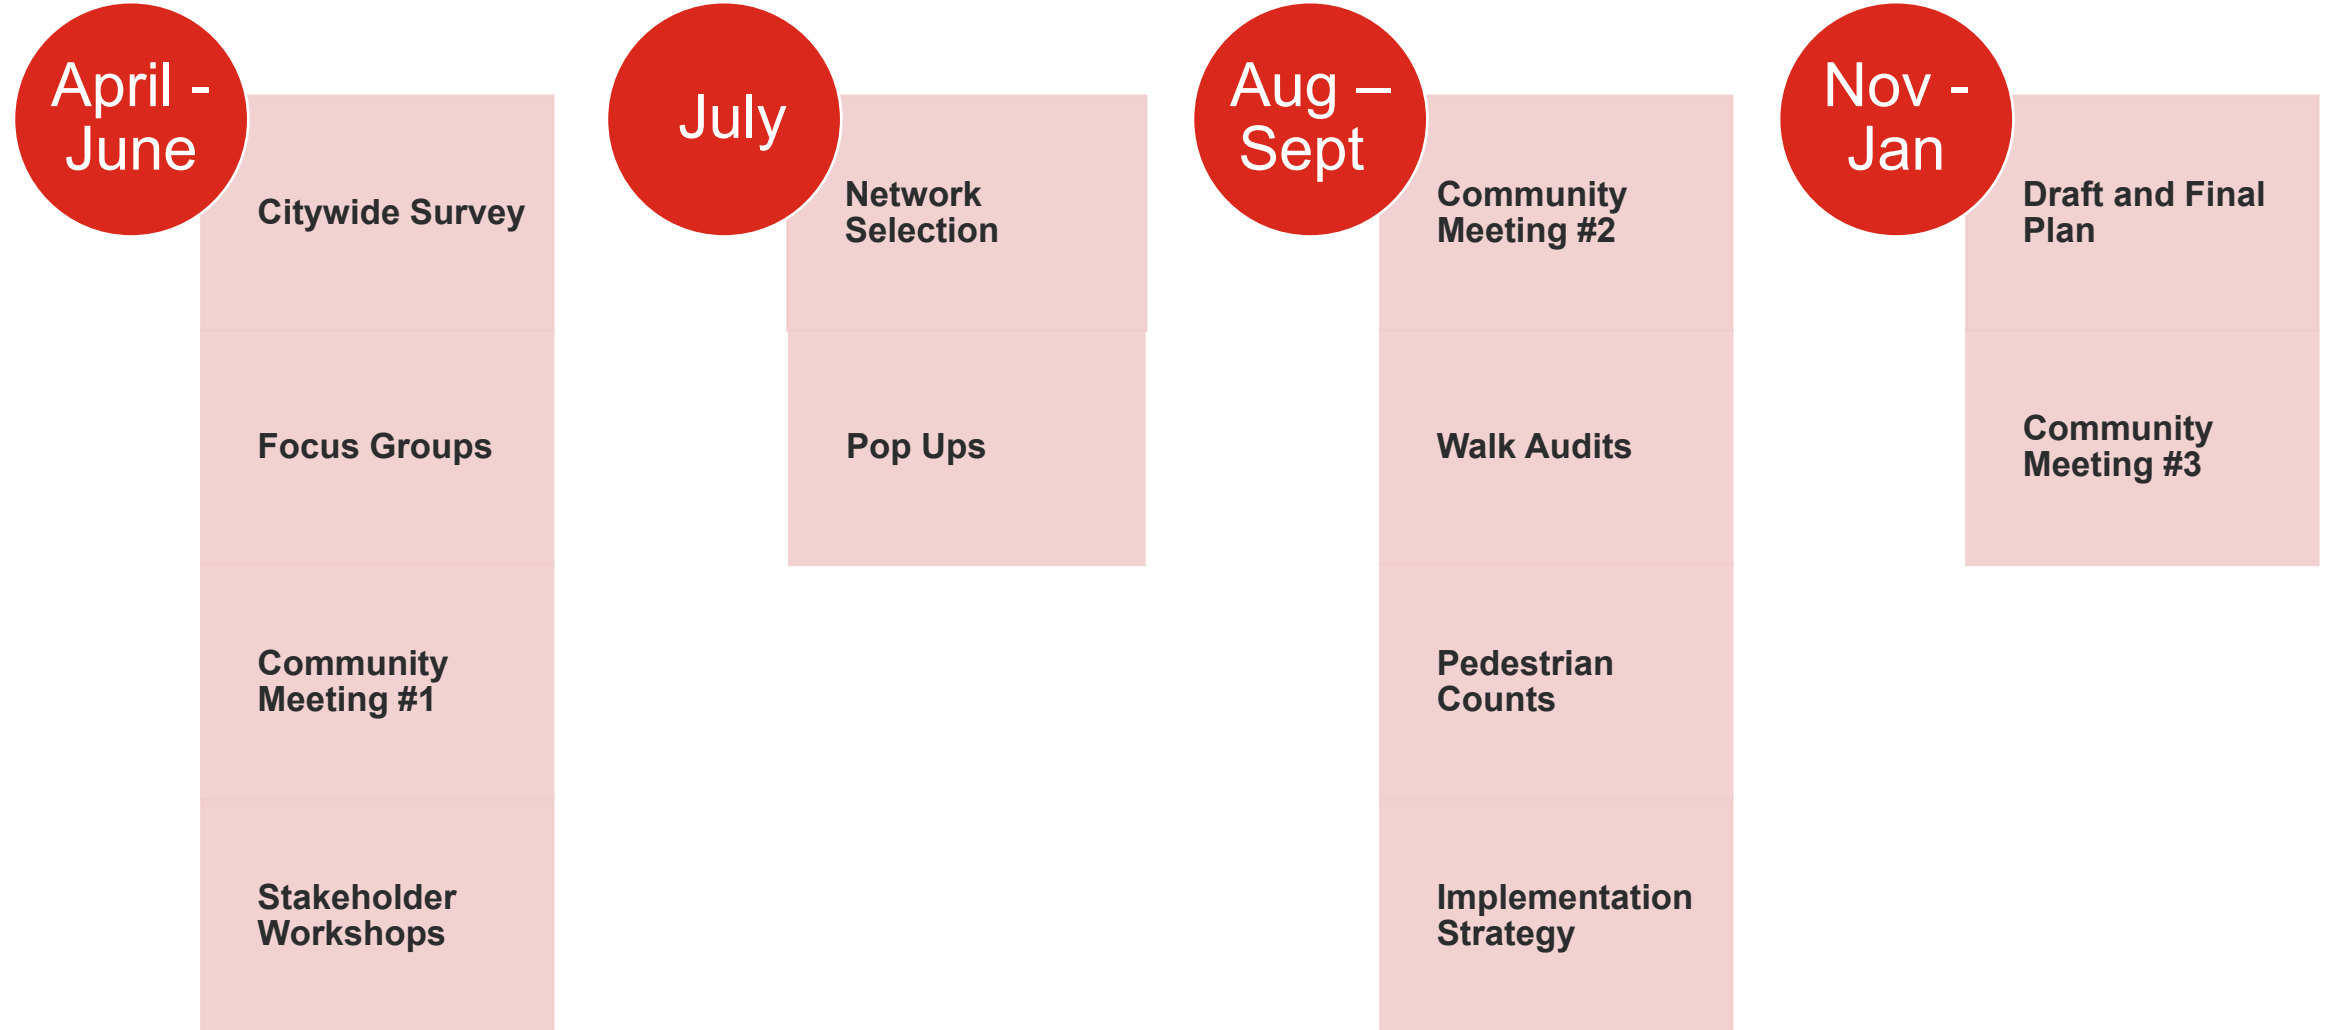 April -
June
Citywide Survey
Focus Groups
Community
Meeting #1
Stakeholder
Workshops
July
Network
Selection
Pop Ups
Aug –
Sept
Community
Meeting #2
Walk Audits
Pedestrian
Counts
Implementation
Strategy
Nov -
Jan
Draft and Final
Plan
Community
Meeting #3